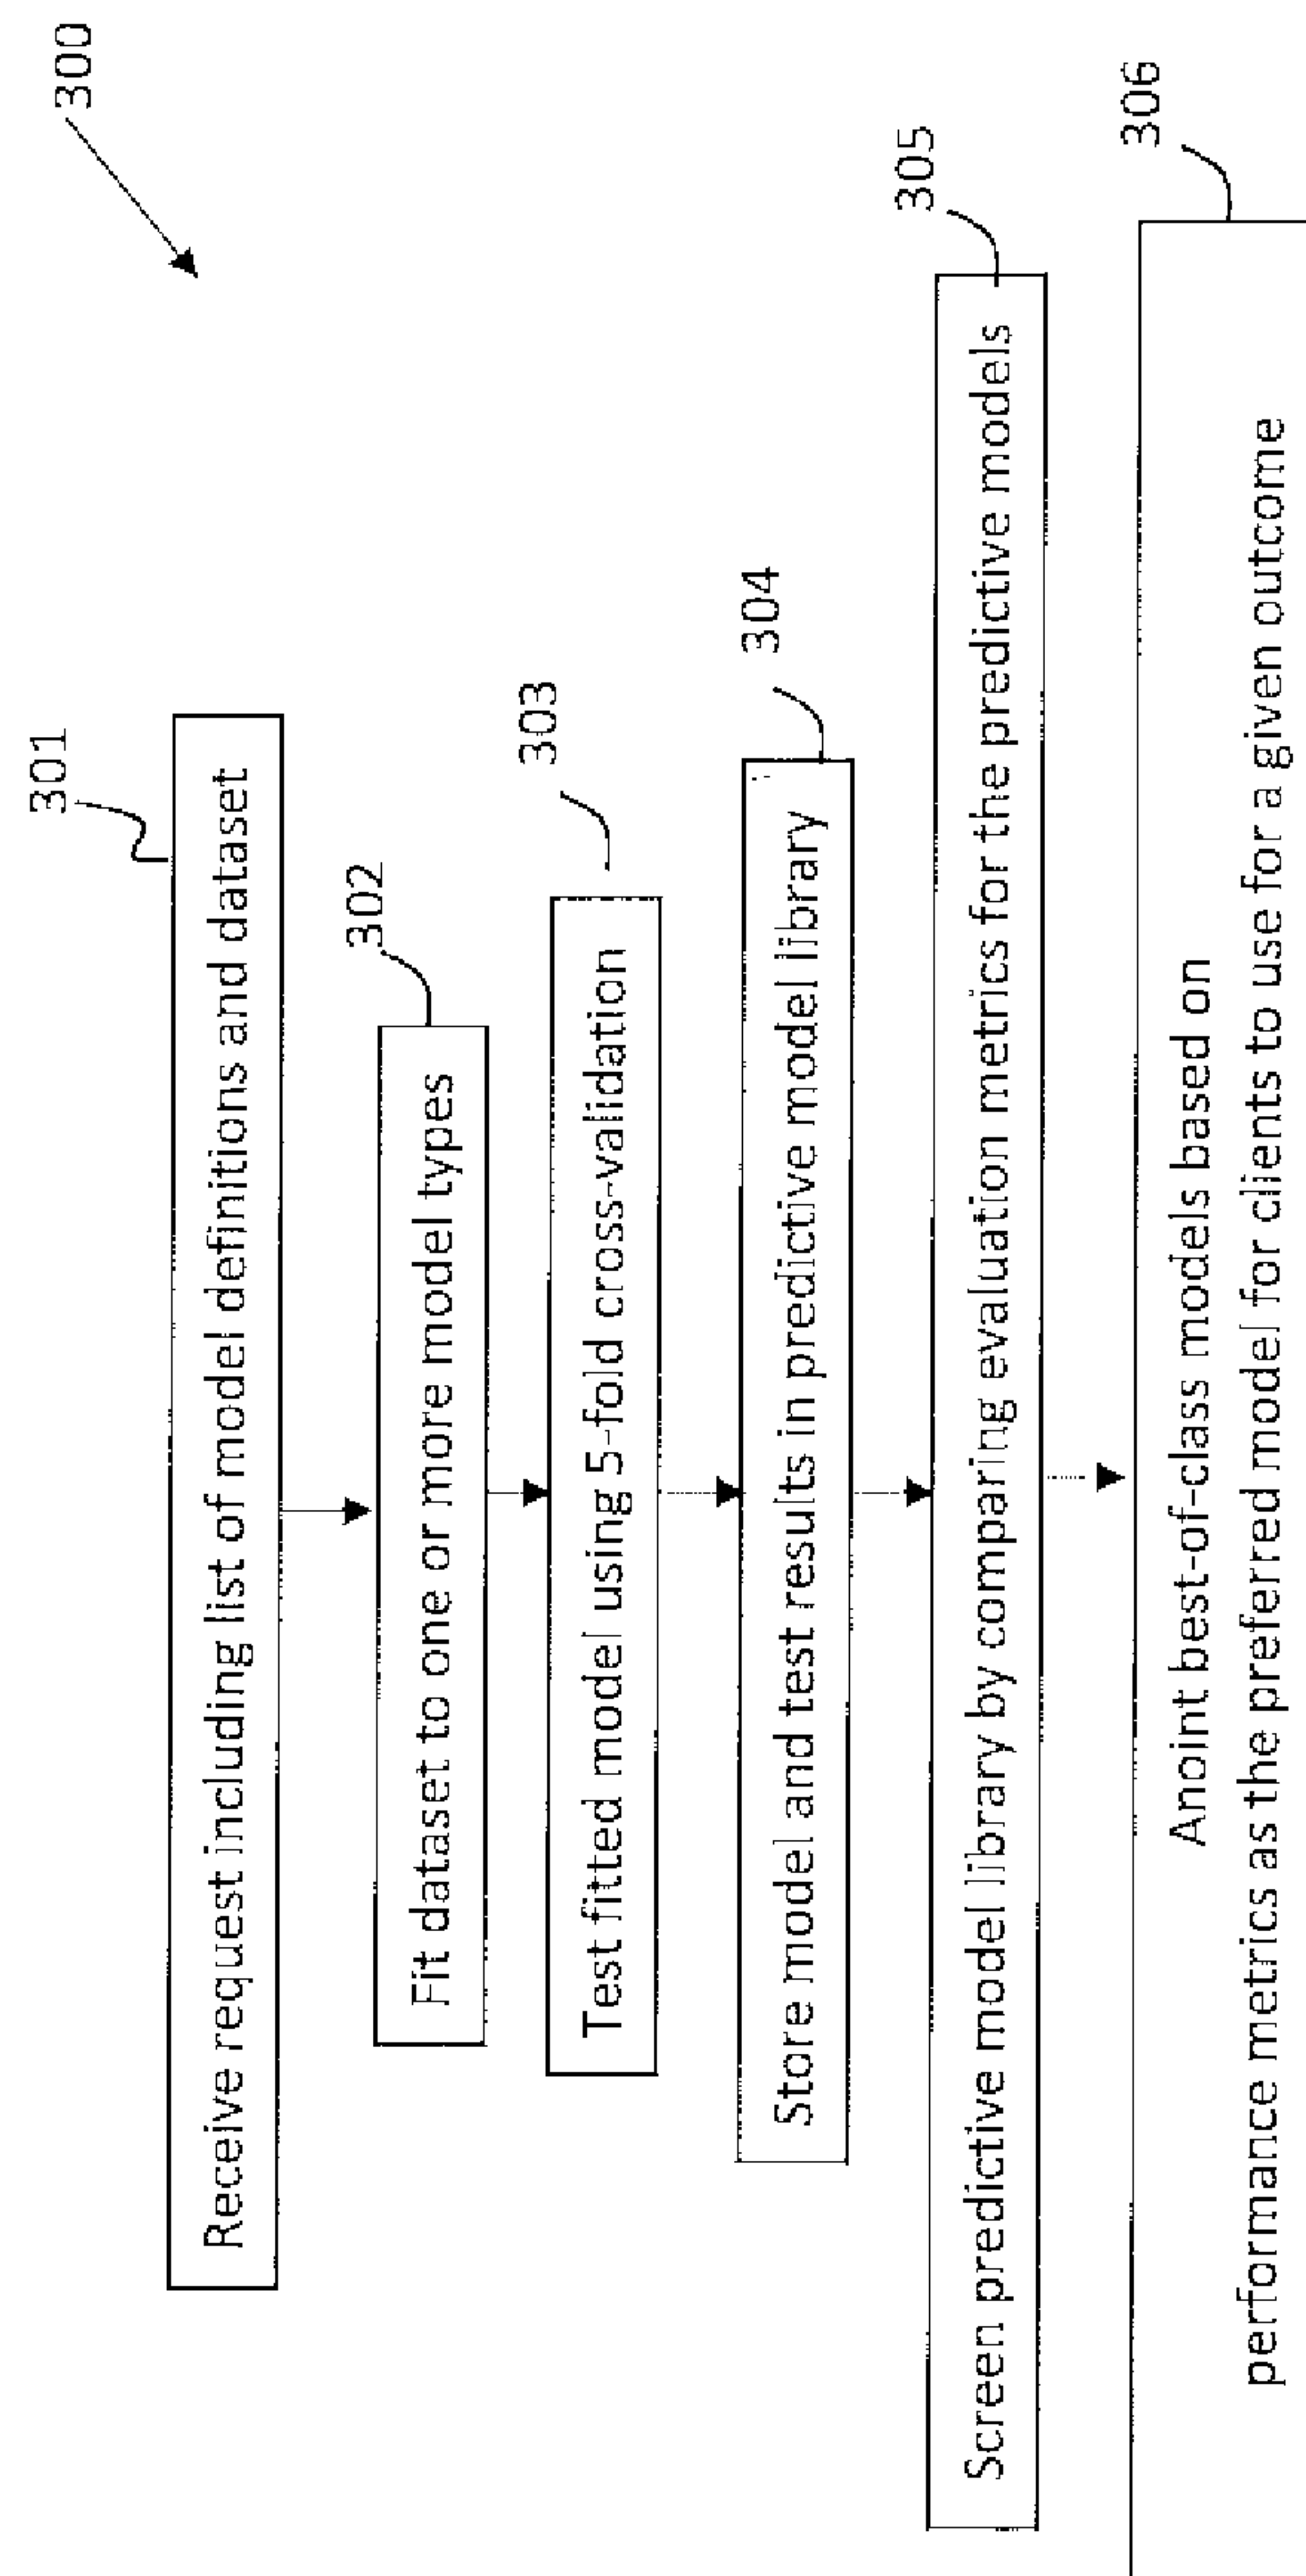 300
301
Receive request including list of model definitions and dataset
302
Fit dataset to one or more model types
303
Test fitted model using 5-fold cross-validation
304
Store model and test results in predictive model library
305
Screen predictive model library by comparing evaluation metrics for the predictive models
306
Anoint best-of-class models based on
performance metrics as the preferred model for clients to use for a given outcome